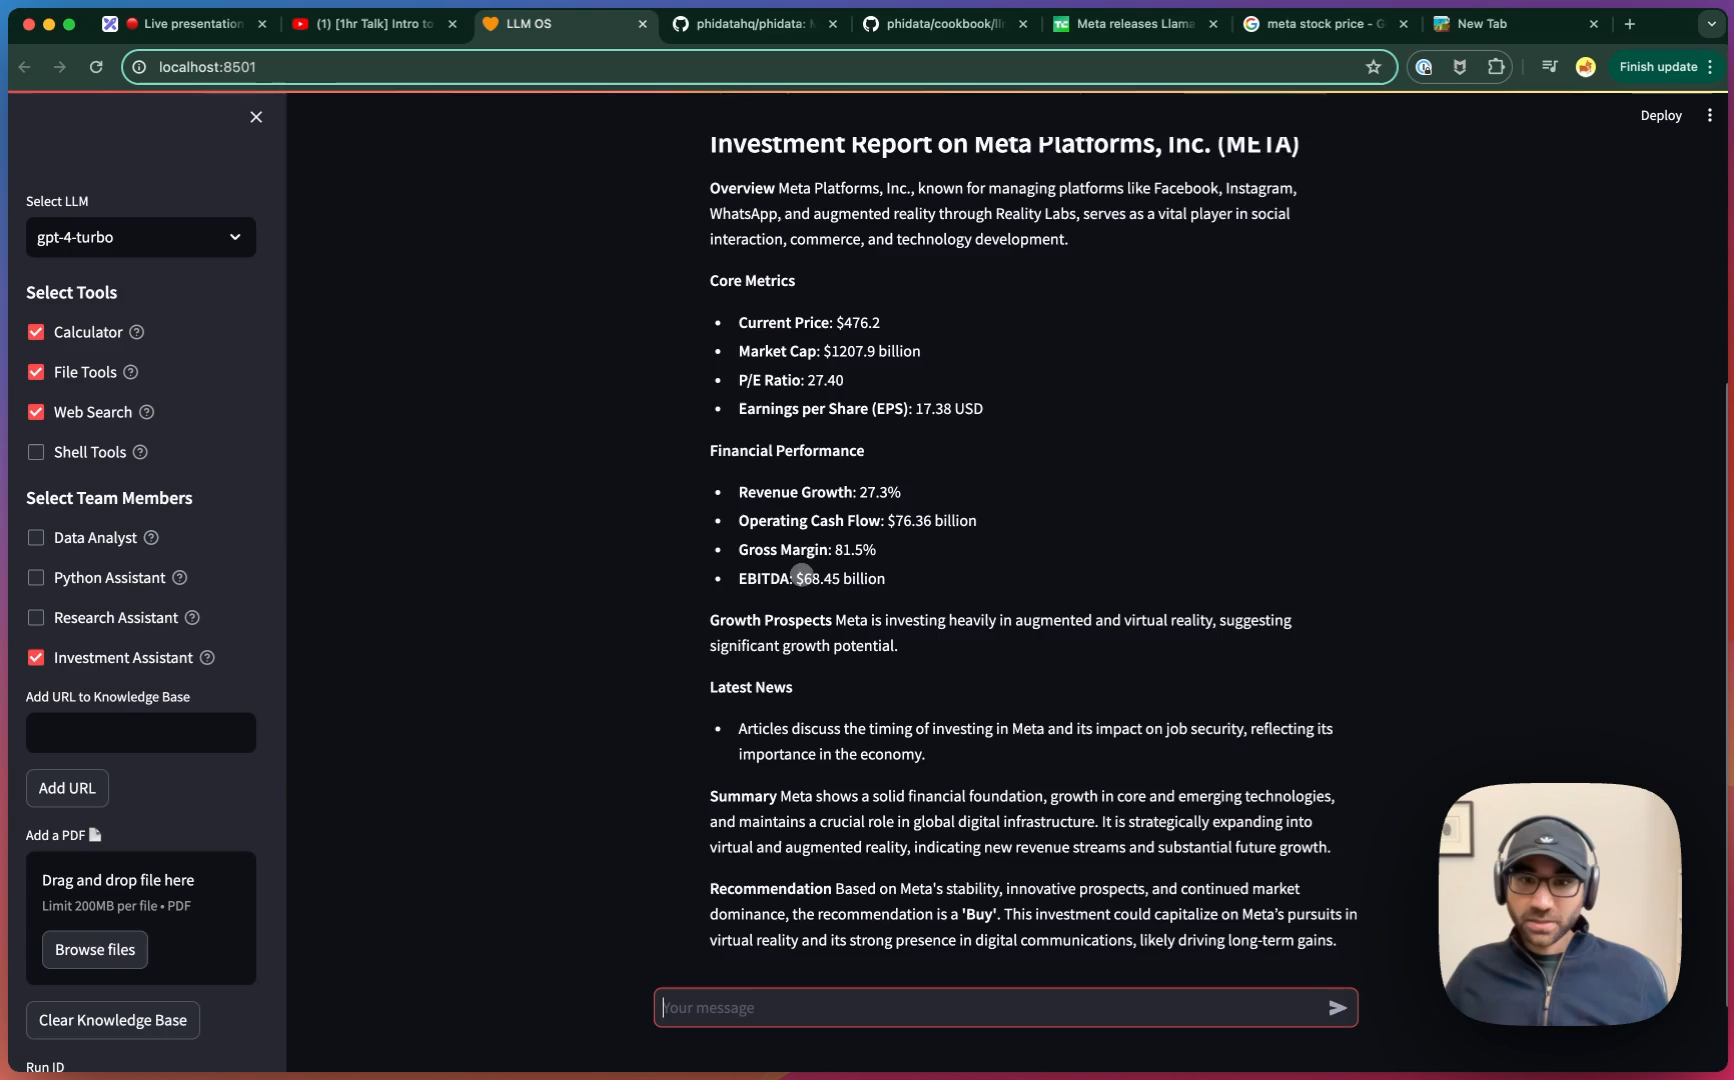 Live presentation
(1) [1hr Talk] Intro to
LLM OS
phidatahq/phidata:
phidata/cookbook/
Meta releases Llama
meta stock price - G
New Tab
localhost:8501
Finish update
Deploy
Select LLM
gpt-4-turbo
Select Tools
Calculator
File Tools
Web Search
Shell Tools
Select Team Members
Data Analyst
Python Assistant
Research Assistant
Investment Assistant
Add URL to Knowledge Base
Add URL
Add a PDF
Drag and drop file here
Limit 200MB per file • PDF
Browse files
Clear Knowledge Base
Run ID
Investment Report on Meta Platforms, Inc. (META)
Overview Meta Platforms, Inc., known for managing platforms like Facebook, Instagram,
WhatsApp, and augmented reality through Reality Labs, serves as a vital player in social
interaction, commerce, and technology development.
Core Metrics
• Current Price: $476.2
• Market Cap: $1207.9 billion
• P/E Ratio: 27.40
• Earnings per Share (EPS): 17.38 USD
Financial Performance
• Revenue Growth: 27.3%
• Operating Cash Flow: $76.36 billion
• Gross Margin: 81.5%
• EBITDA: $68.45 billion
Growth Prospects Meta is investing heavily in augmented and virtual reality, suggesting
significant growth potential.
Latest News
• Articles discuss the timing of investing in Meta and its impact on job security, reflecting its
importance in the economy.
Summary Meta shows a solid financial foundation, growth in core and emerging technologies,
and maintains a crucial role in global digital infrastructure. It is strategically expanding into
virtual and augmented reality, indicating new revenue streams and substantial future growth.
Recommendation Based on Meta's stability, innovative prospects, and continued market
dominance, the recommendation is a 'Buy'. This investment could capitalize on Meta's pursuits in
virtual reality and its strong presence in digital communications, likely driving long-term gains.
Your message